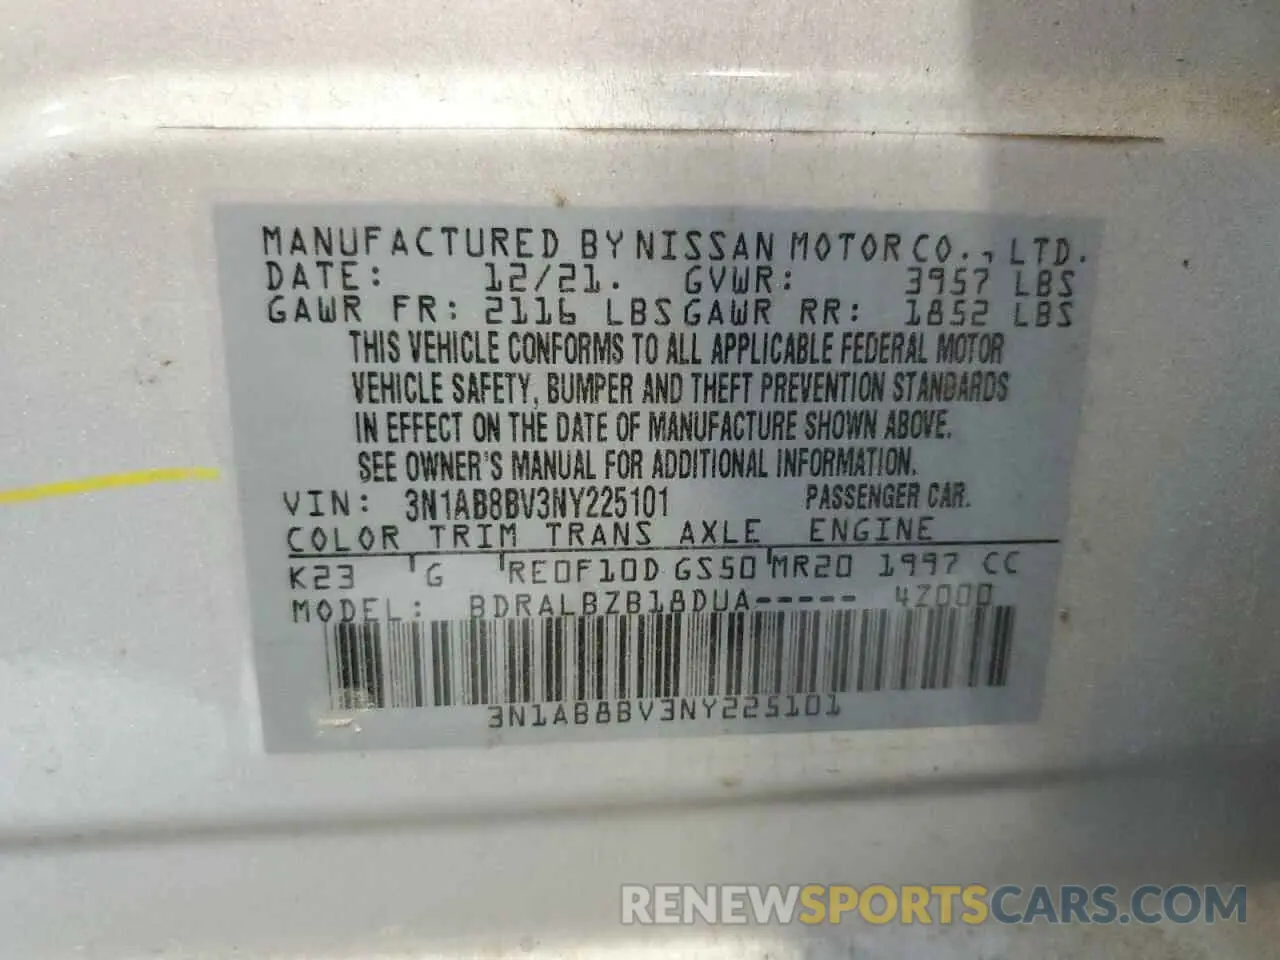 MANUFACTURED BY NISSAN MOTOR CO., LTD.
DATE: 12/21. GVWR: 3957 LBS
GAWR FR: 2116 LBS GAWR RR: 1852 LBS
THIS VEHICLE CONFORMS TO ALL APPLICABLE FEDERAL MOTOR
VEHICLE SAFETY, BUMPER AND THEFT PREVENTION STANDARDS
IN EFFECT ON THE DATE OF MANUFACTURE SHOWN ABOVE.
SEE OWNER'S MANUAL FOR ADDITIONAL INFORMATION.
VIN: 3N1AB8BV3NY225101 PASSENGER CAR.
COLOR TRIM TRANS AXLE ENGINE
K23 G RE0F10D GS50 MR20 1997 CC
MODEL: BDRALBZB18DUA----- 4Z000
3N1AB8BV3NY225101
RENEWSPORTSCARS.COM